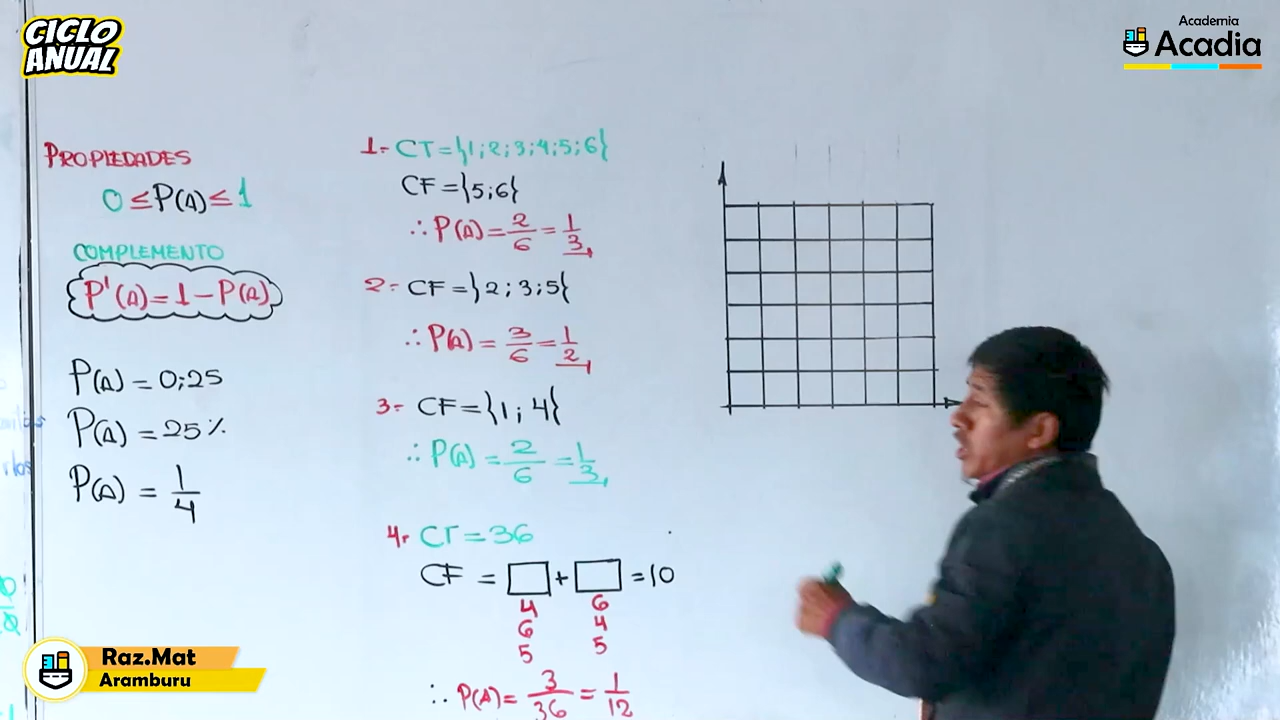 CICLO
ANUAL
Academia
Acadia
PROPIEDADES
0 ≤ P(A) ≤ 1
COMPLEMENTO
P'(A) = 1 - P(A)
P(A) = 0,25
P(A) = 25%
P(A) = 1/4
1.- CT = {1; 2; 3; 4; 5; 6}
CF = {5; 6}
∴ P(A) = 2/6 = 1/3
2.- CF = {2; 3; 5}
∴ P(A) = 3/6 = 1/2
3.- CF = {1; 4}
∴ P(A) = 2/6 = 1/3
4.- CT = 36
CF = □ + □ = 10
4 6
6 4
5 5
∴ P(A) = 3/36 = 1/12
Raz.Mat
Aramburu